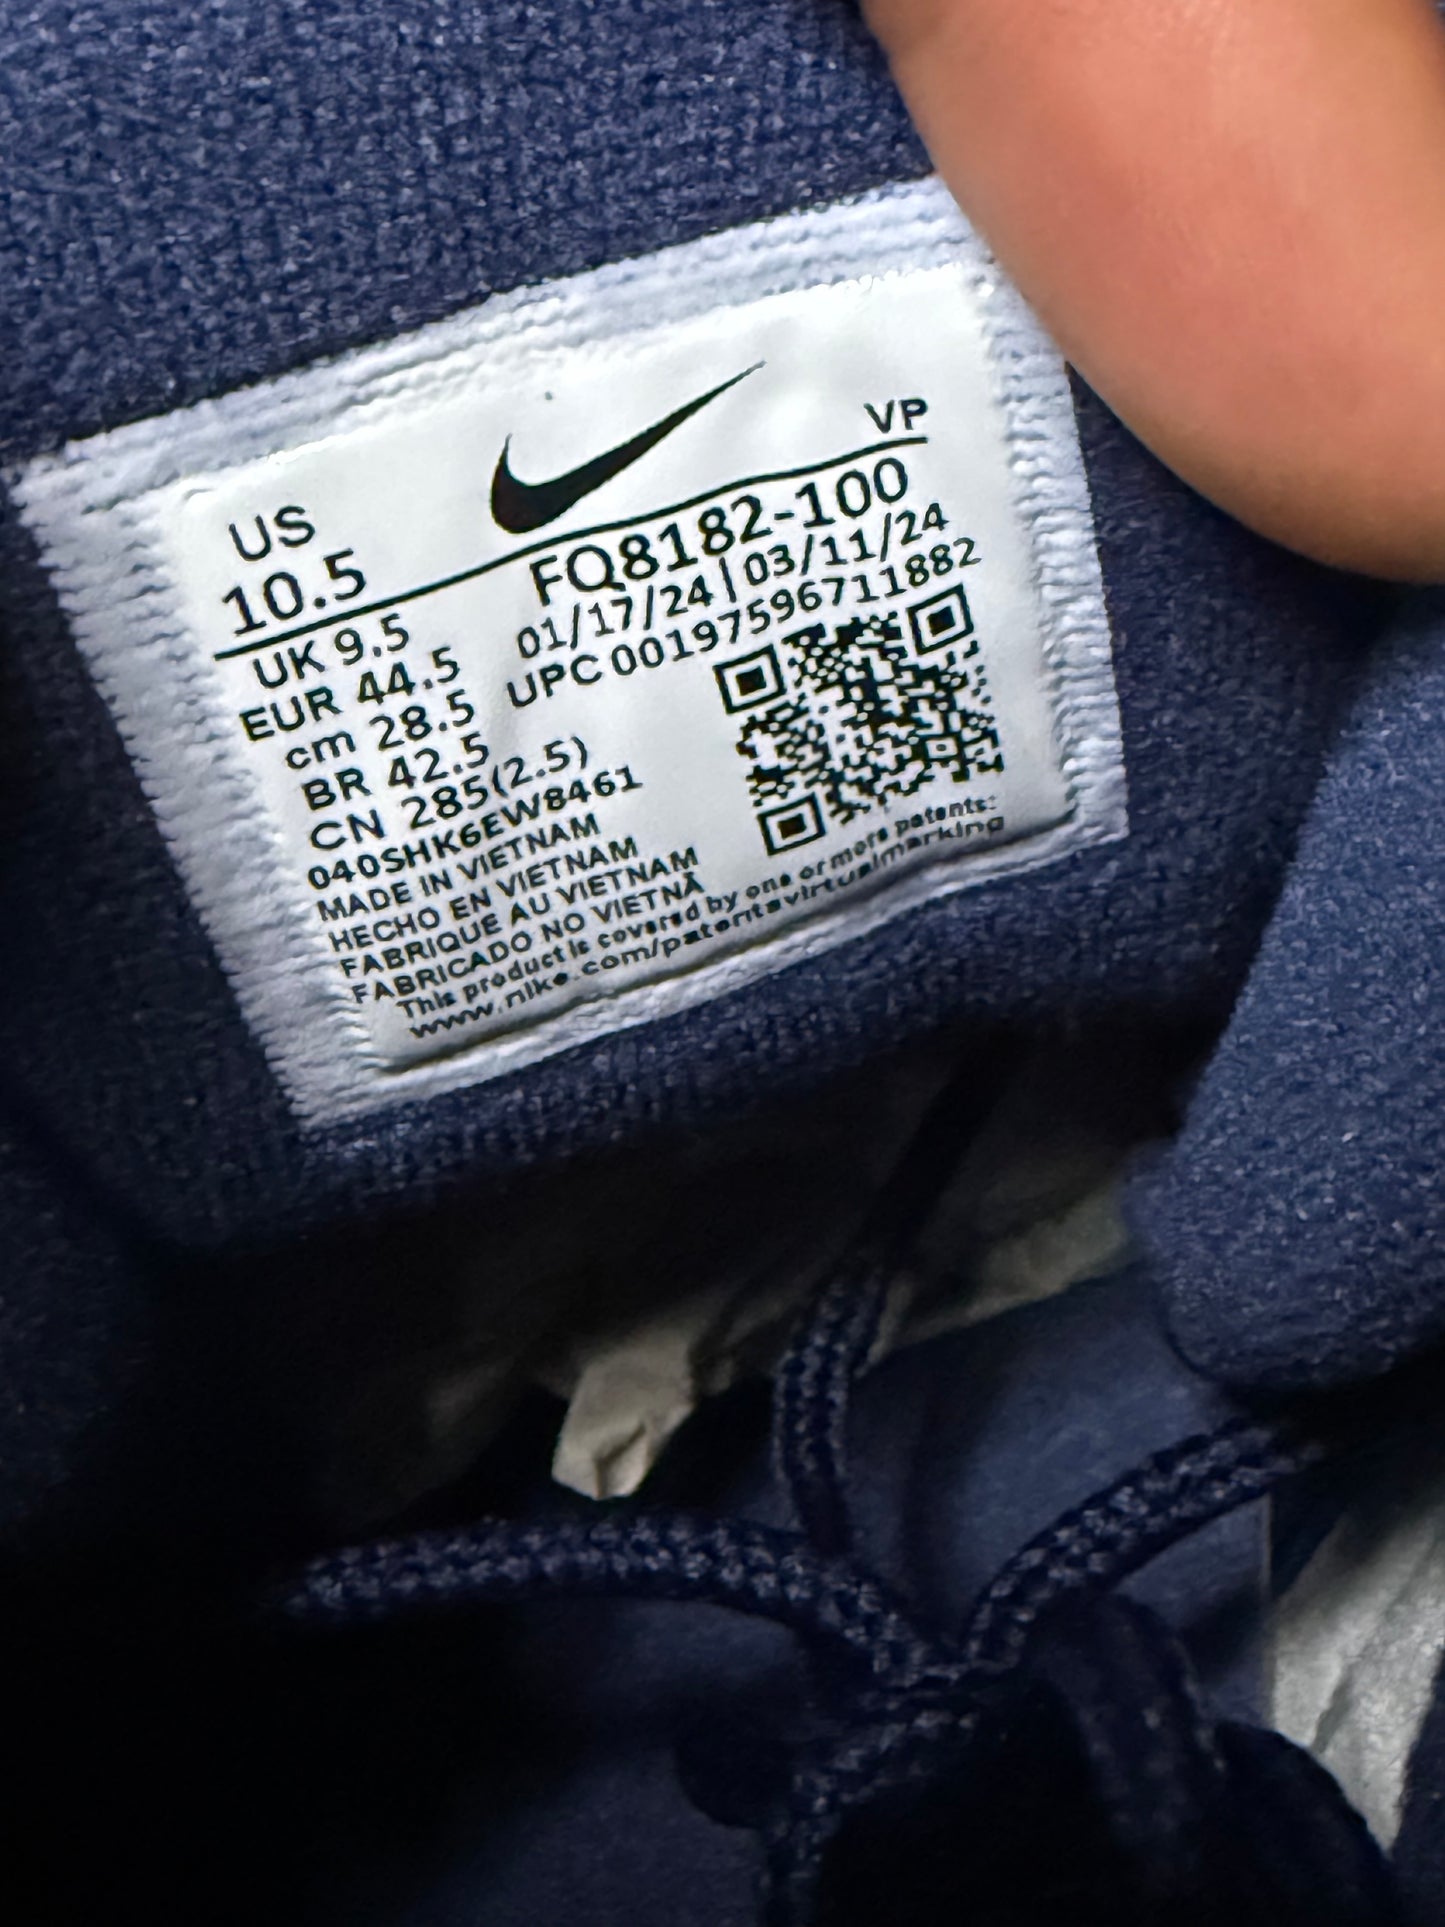 VP
US
10.5
FQ8182-100
01/17/24 | 03/11/24
UPC 00197596711882
UK 9.5
EUR 44.5
cm 28.5
BR 42.5
CN 285(2.5)
040SHK6EW8461
MADE IN VIETNAM
HECHO EN VIETNAM
FABRIQUE AU VIETNAM
FABRICADO NO VIETNÃ
This product is covered by one or more patents:
www.nike.com/patentsvirtualmarking